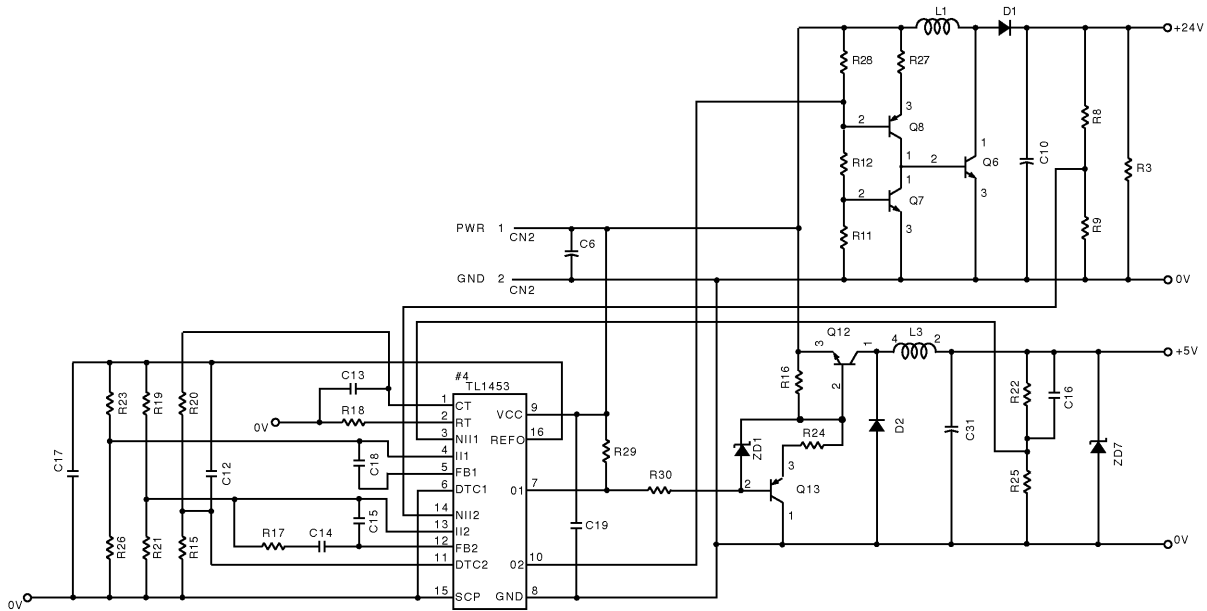 L1 D1
+24V
R28 R27
3
2 Q8
R8
1 1
R12 2 Q6 C10 R3
1
2 Q7 3
R9
PWR 1 R11 3
CN2 C6
GND 2 0V
CN2
Q12 L3
3 1 4 2 +5V
#4
TL1453
R23 R19 R20 C13 R16 2 R22 C16
1 CT VCC 9
0V R18 2 RT
3 NII1 REFO 16
R24 D2 C31
C17 C12 C18 4 II1 R29 ZD1 ZD7
5 FB1 3
6 DTC1 01 7 R30 2 Q13 R25
14 NII2 1
C15 13 II2 C19
R26 R21 R15 R17 C14 12 FB2 0V
11 DTC2 02 10
0V 15 SCP GND 8